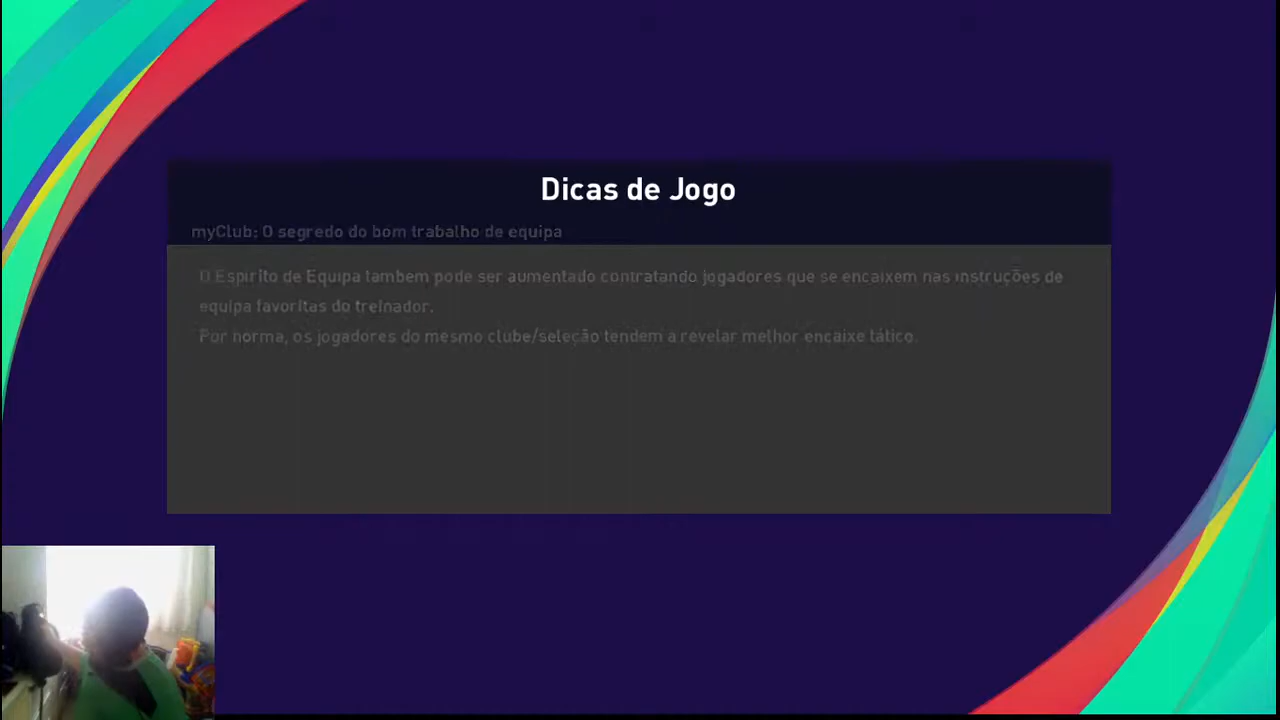 Dicas de Jogo
myClub: O segredo do bom trabalho de equipa
O Espírito de Equipa também pode ser aumentado contratando jogadores que se encaixem nas instruções de
equipa favoritas do treinador.
Por norma, os jogadores do mesmo clube/seleção tendem a revelar melhor encaixe tático.